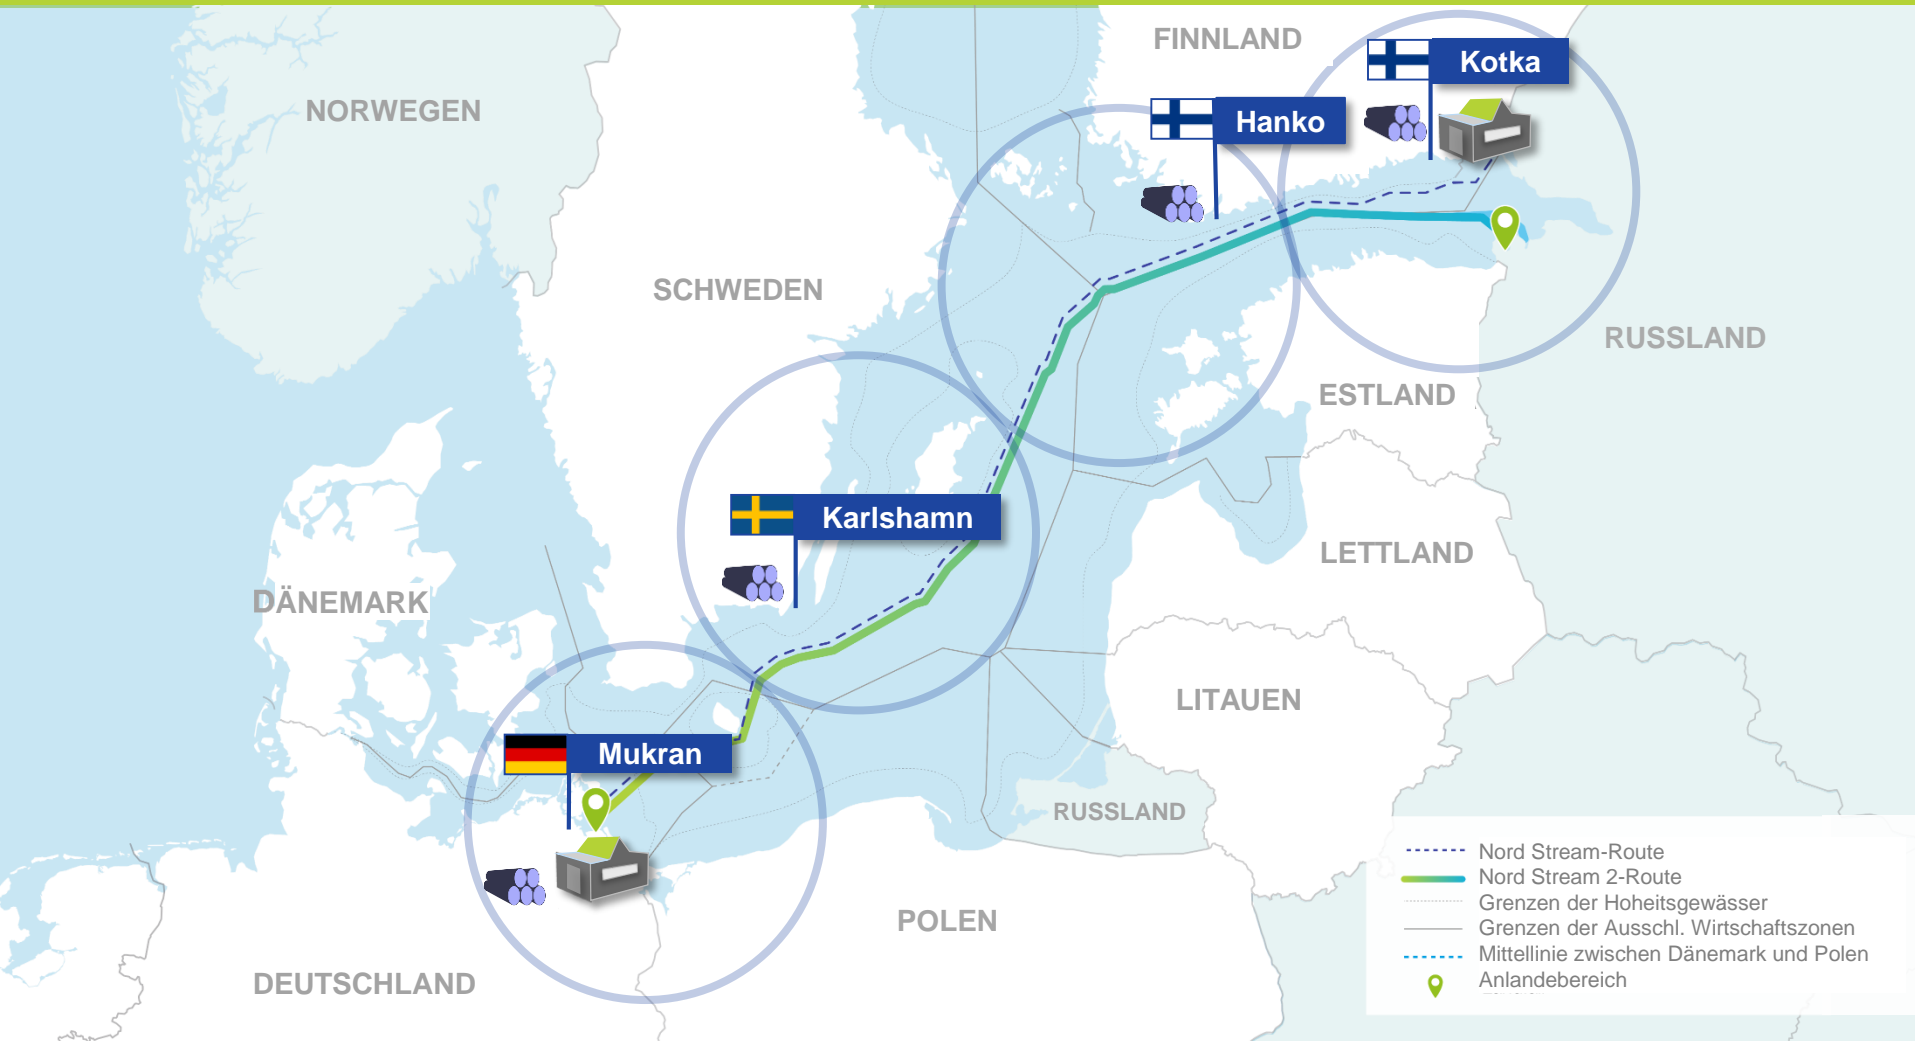 FINNLAND
Kotka
NORWEGEN
Hanko
SCHWEDEN
RUSSLAND
ESTLAND
Karlshamn
LETTLAND
DÄNEMARK
LITAUEN
Mukran
RUSSLAND
POLEN
DEUTSCHLAND
Nord Stream-Route
Nord Stream 2-Route
Grenzen der Hoheitsgewässer
Grenzen der Ausschl. Wirtschaftszonen
Mittellinie zwischen Dänemark und Polen
Anlandebereich